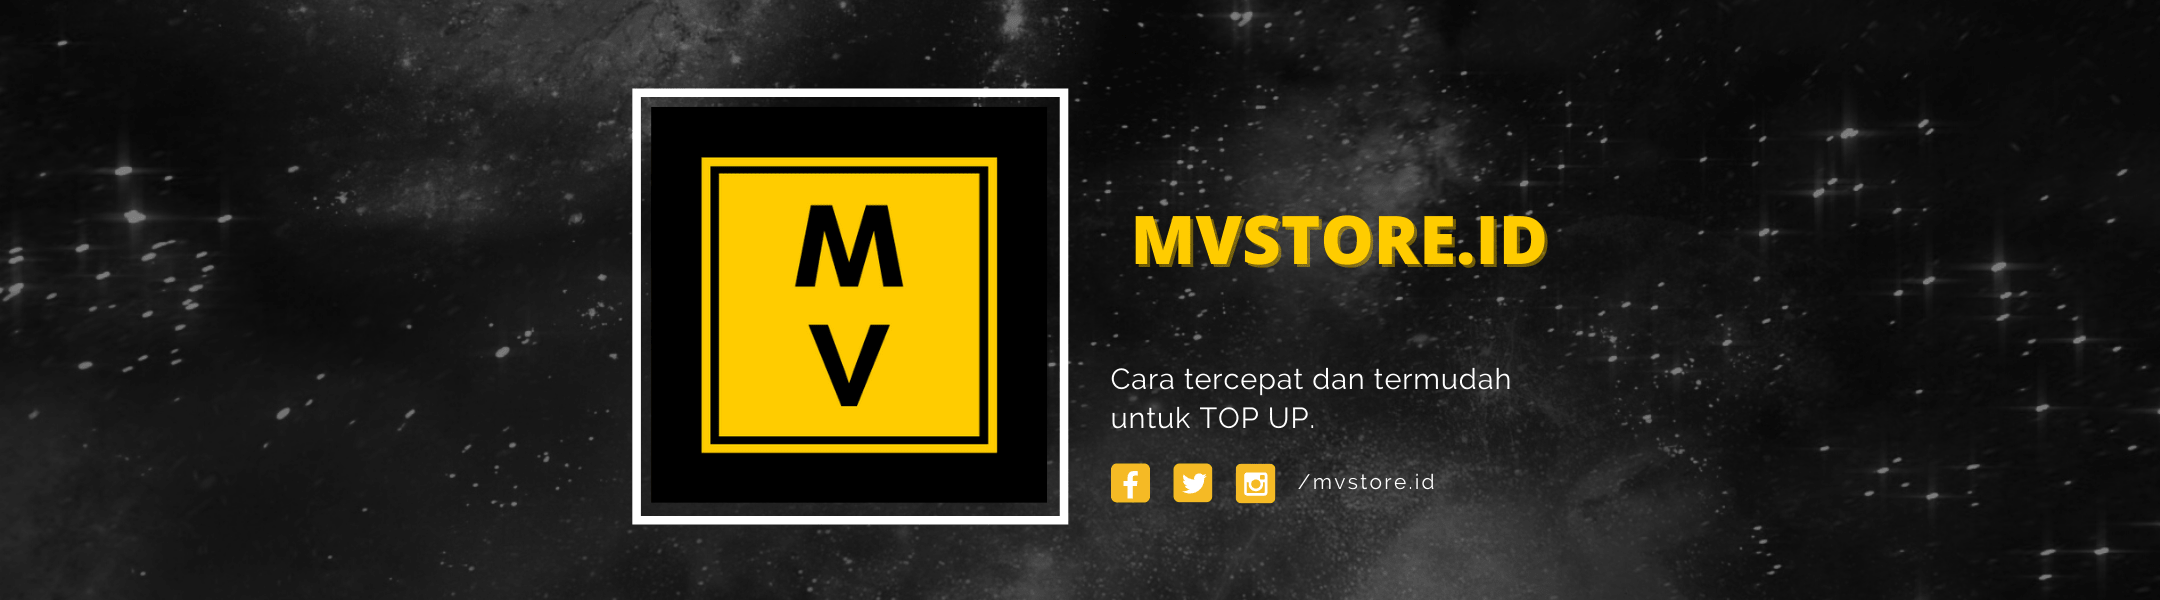 M
V
MVSTORE.ID
Cara tercepat dan termudah
untuk TOP UP.
/mvstore.id